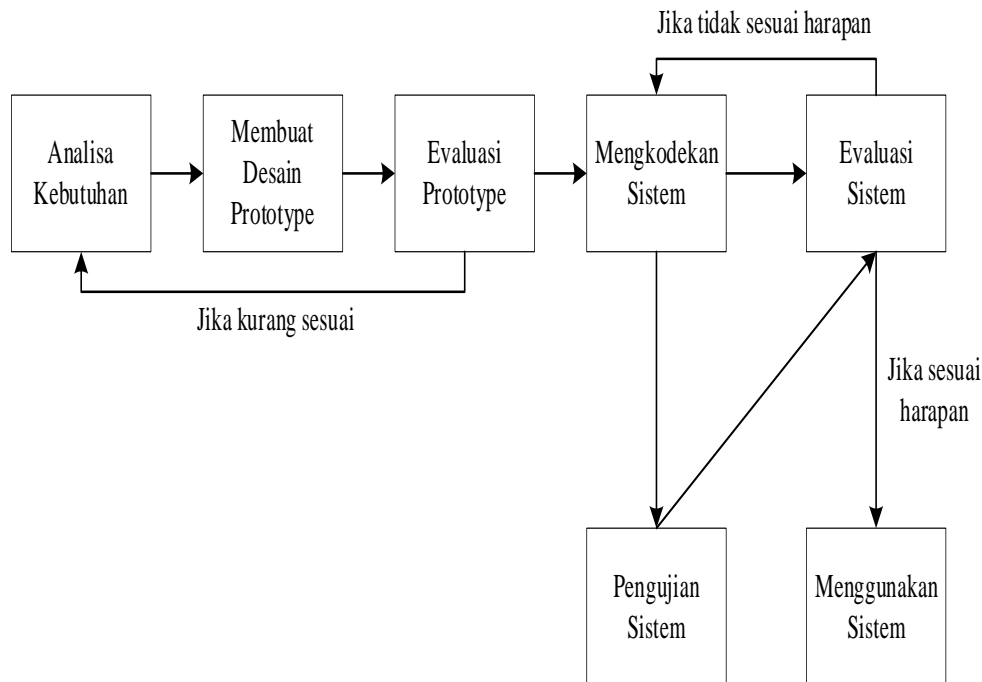 Jika tidak sesuai harapan
Analisa
Kebutuhan
Membuat
Desain
Prototype
Evaluasi
Prototype
Mengkodekan
Sistem
Evaluasi
Sistem
Jika kurang sesuai
Jika sesuai
harapan
Pengujian
Sistem
Menggunakan
Sistem